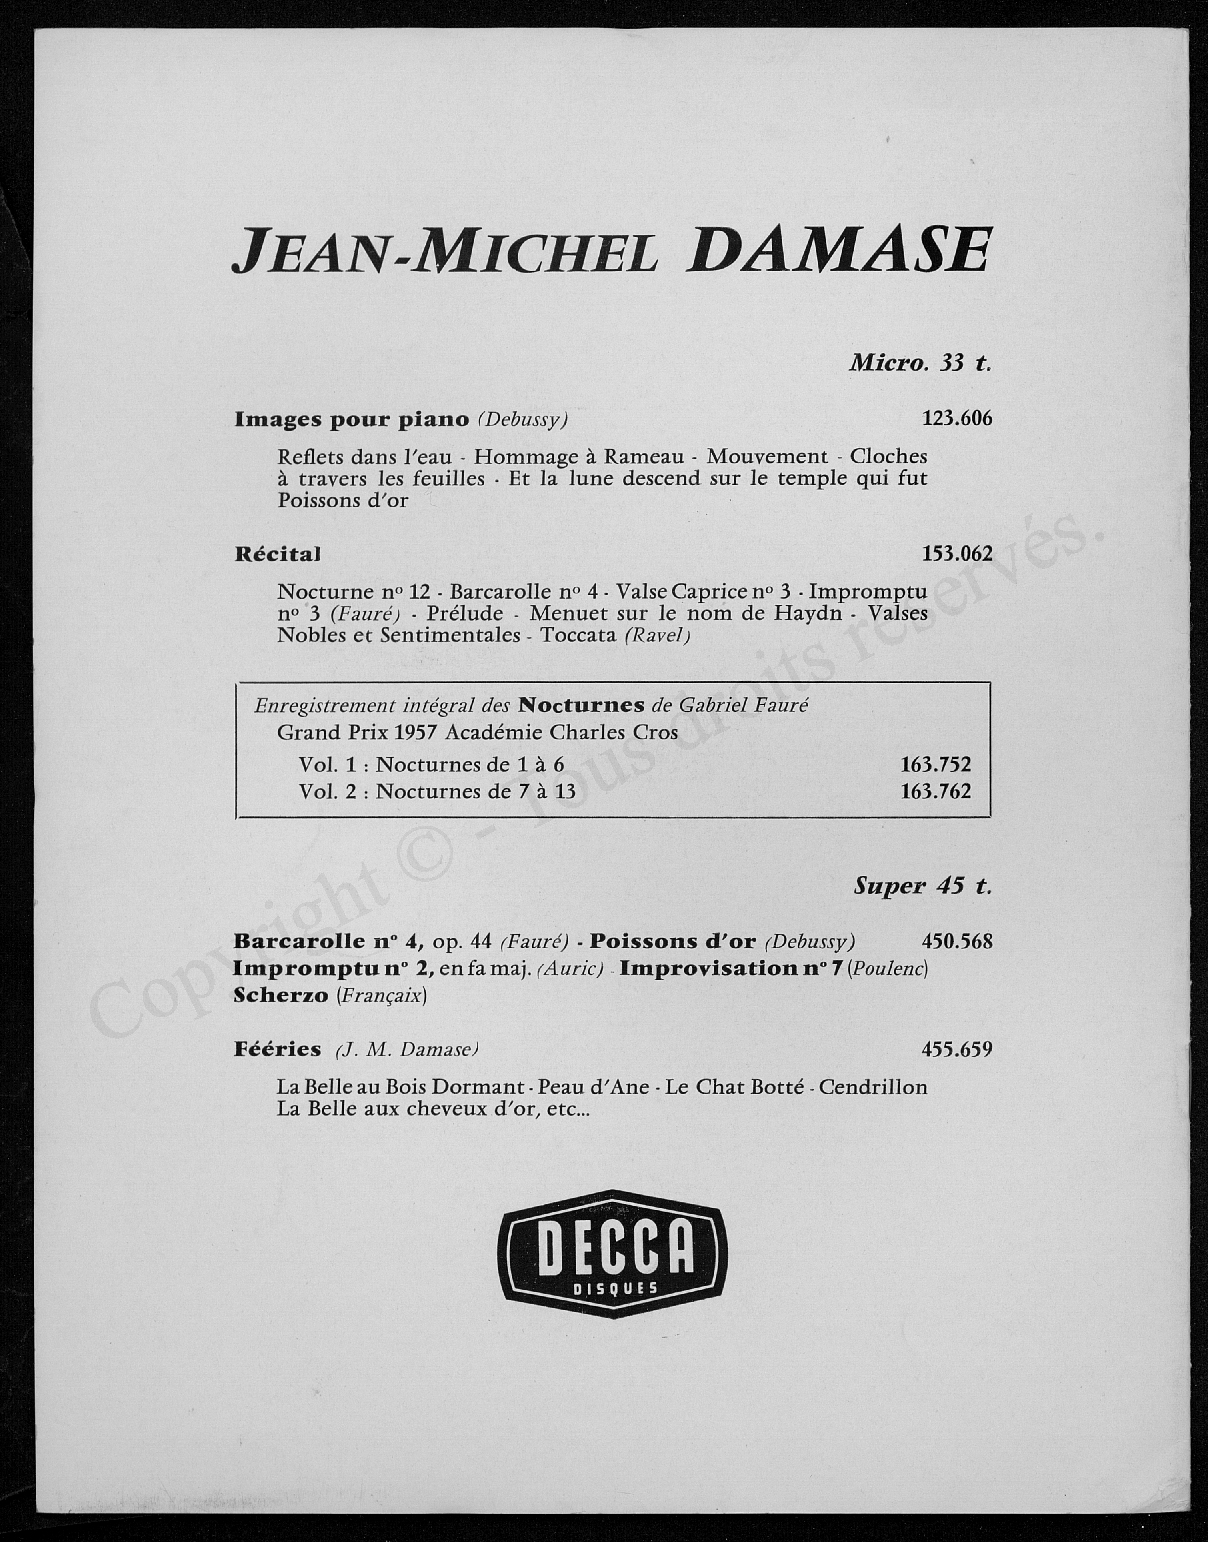 JEAN-MICHEL DAMASE
Micro. 33 t.
Images pour piano (Debussy) 123.606
Reflets dans l'eau - Hommage à Rameau - Mouvement - Cloches
à travers les feuilles - Et la lune descend sur le temple qui fut
Poissons d'or
Récital 153.062
Nocturne nº 12 - Barcarolle nº 4 - Valse Caprice nº 3 - Impromptu
nº 3 (Fauré) - Prélude - Menuet sur le nom de Haydn - Valses
Nobles et Sentimentales - Toccata (Ravel)
Enregistrement intégral des Nocturnes de Gabriel Fauré
Grand Prix 1957 Académie Charles Cros
Vol. 1 : Nocturnes de 1 à 6 163.752
Vol. 2 : Nocturnes de 7 à 13 163.762
Super 45 t.
Barcarolle nº 4, op. 44 (Fauré) - Poissons d'or (Debussy) 450.568
Impromptu nº 2, en fa maj. (Auric) - Improvisation nº 7 (Poulenc)
Scherzo (Françaix)
Fééries (J. M. Damase) 455.659
La Belle au Bois Dormant - Peau d'Ane - Le Chat Botté - Cendrillon
La Belle aux cheveux d'or, etc...
DECCA
DISQUES
Copyright © - Tous droits réservés.